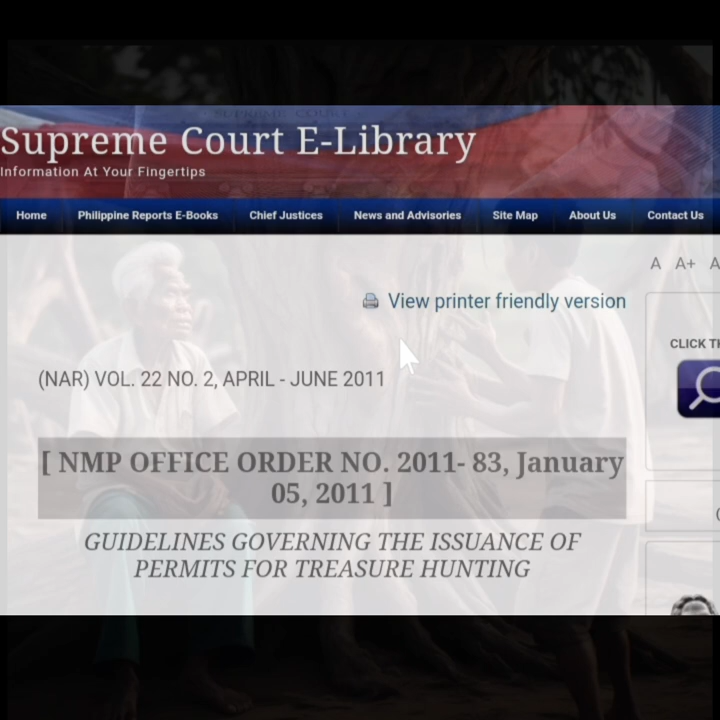 Supreme Court E-Library
Information At Your Fingertips
Home Philippine Reports E-Books Chief Justices News and Advisories Site Map About Us Contact Us
A A+ A
View printer friendly version
CLICK
(NAR) VOL. 22 NO. 2, APRIL - JUNE 2011
[ NMP OFFICE ORDER NO. 2011- 83, January
05, 2011 ]
GUIDELINES GOVERNING THE ISSUANCE OF
PERMITS FOR TREASURE HUNTING